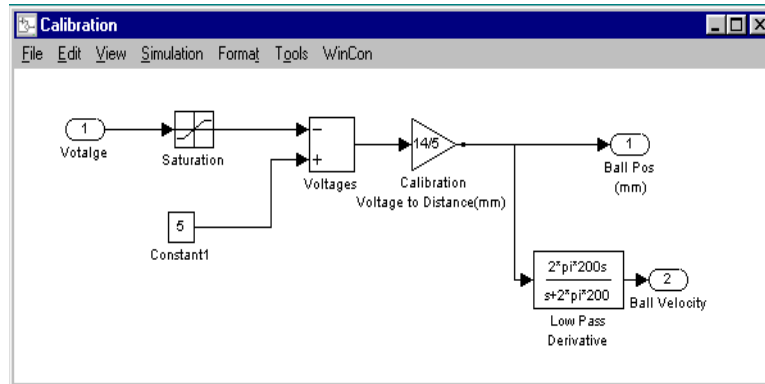 Calibration
File Edit View Simulation Format Tools WinCon
1
Votalge
Saturation
−
+
Voltages
14/5
Calibration
Voltage to Distance(mm)
1
Ball Pos
(mm)
5
Constant1
2*pi*200s
s+2*pi*200
Low Pass
Derivative
2
Ball Velocity